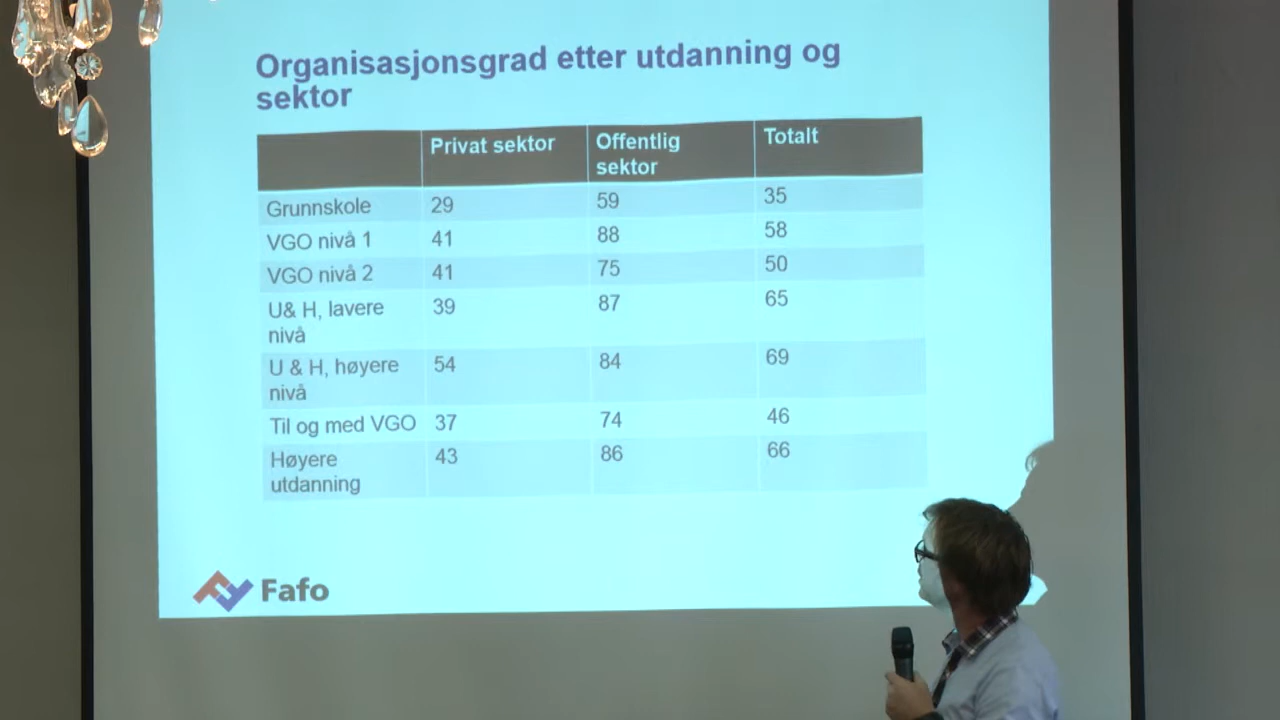 Organisasjonsgrad etter utdanning og
sektor
Privat sektor Offentlig sektor Totalt
Grunnskole 29 59 35
VGO nivå 1 41 88 58
VGO nivå 2 41 75 50
U& H, lavere nivå 39 87 65
U & H, høyere nivå 54 84 69
Til og med VGO 37 74 46
Høyere utdanning 43 86 66
Fafo